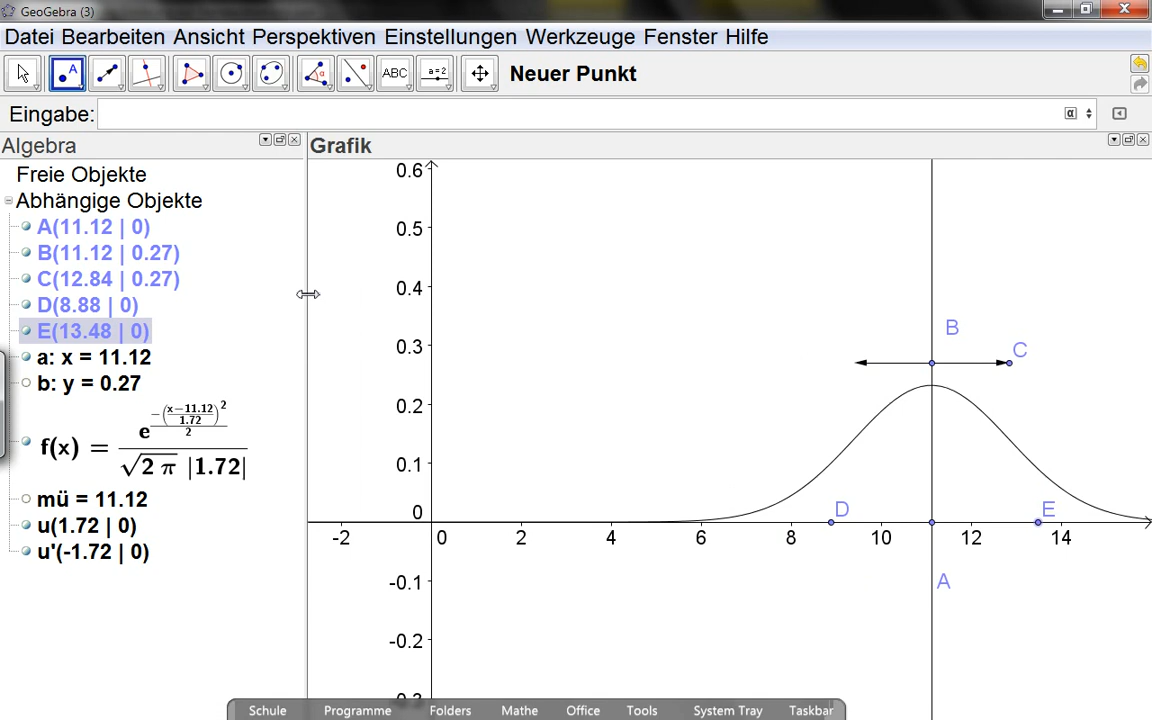 GeoGebra (3)
Datei Bearbeiten Ansicht Perspektiven Einstellungen Werkzeuge Fenster Hilfe
A ABC a=2 Neuer Punkt
Eingabe: α
Algebra
Grafik
Freie Objekte
Abhängige Objekte
A(11.12 | 0)
B(11.12 | 0.27)
C(12.84 | 0.27)
D(8.88 | 0)
E(13.48 | 0)
a: x = 11.12
b: y = 0.27
f(x) = e^(-((x-11.12)/1.72)^2/2) / (√(2 π) |1.72|)
mü = 11.12
u(1.72 | 0)
u'(-1.72 | 0)
0.6
0.5
0.4
0.3
0.2
0.1
0
-0.1
-0.2
-0.3
-2 0 2 4 6 8 10 12 14
B
C
D
E
A
Schule Programme Folders Mathe Office Tools System Tray Taskbar